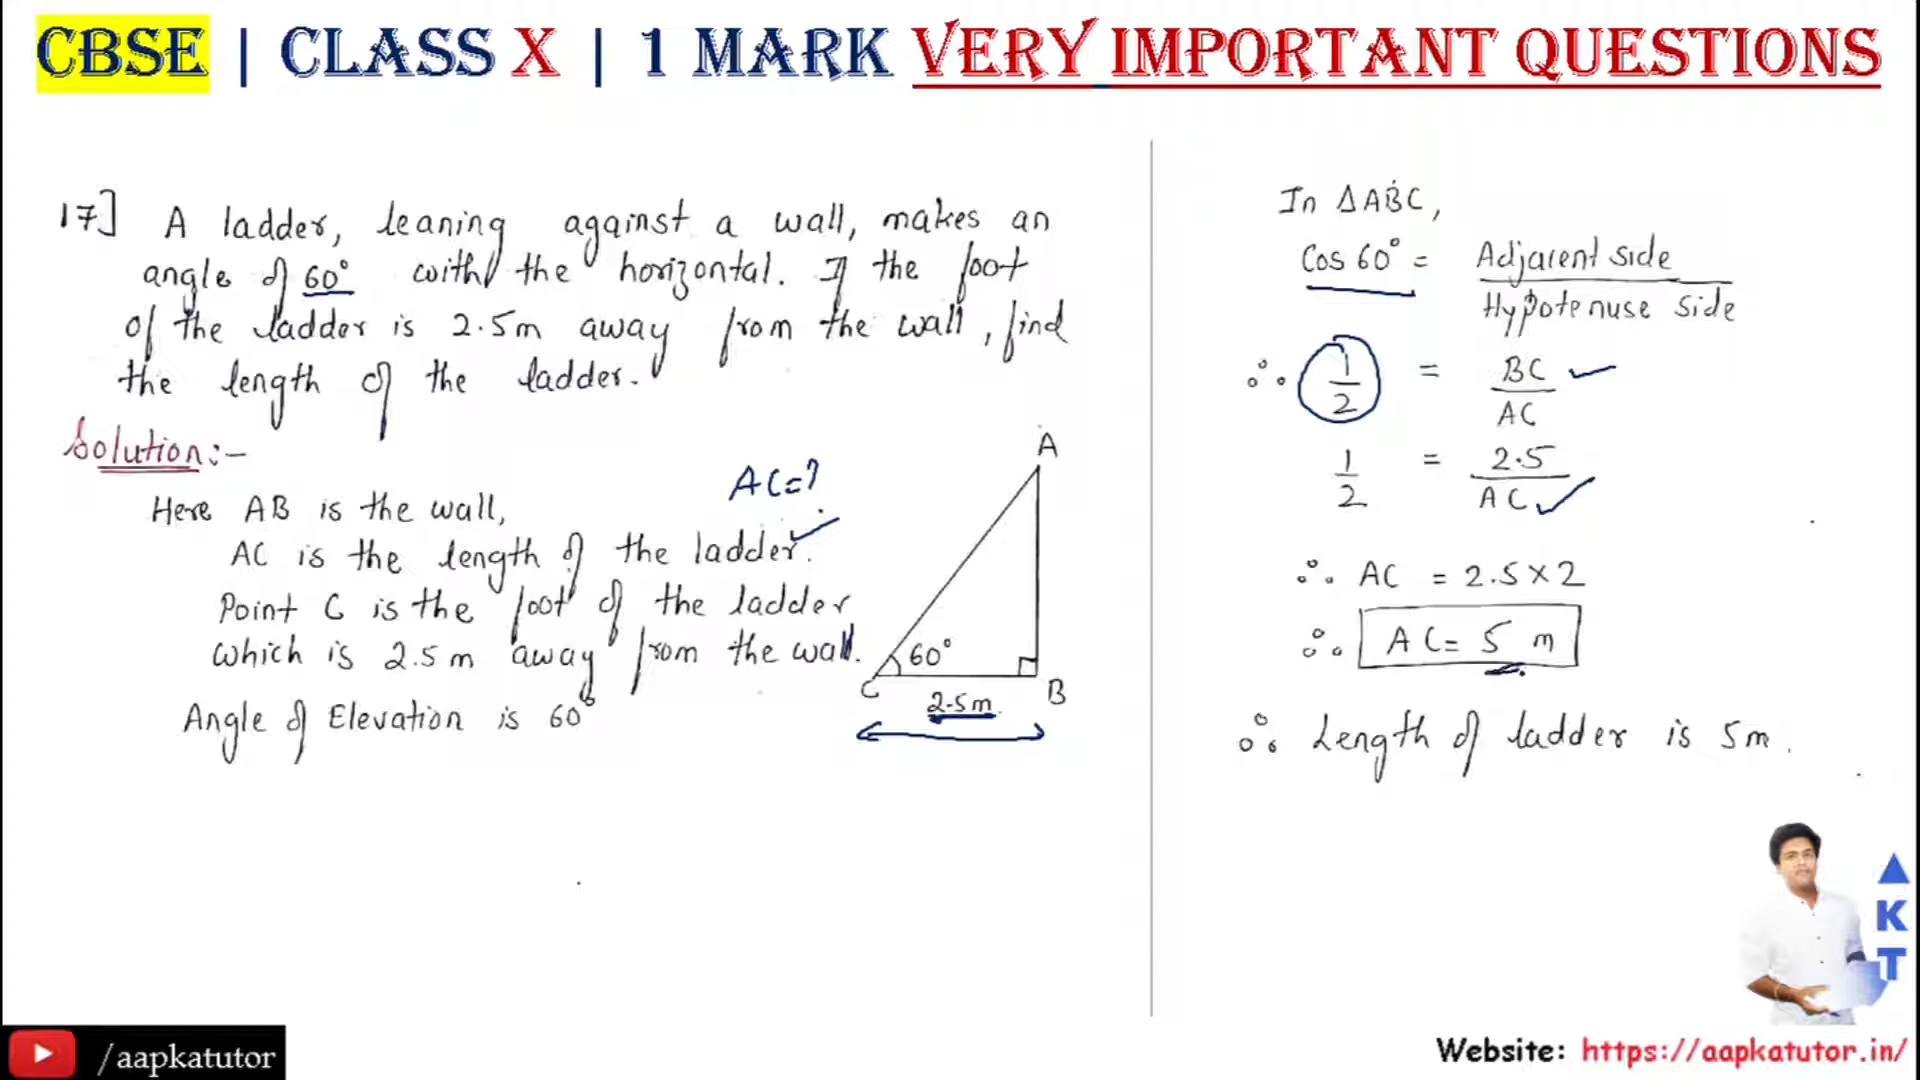 CBSE | CLASS X | 1 MARK VERY IMPORTANT QUESTIONS
17] A ladder, leaning against a wall, makes an
angle of 60° with the horizontal. If the foot
of the ladder is 2.5m away from the wall, find
the length of the ladder.
Solution:-
AC=?
Here AB is the wall,
AC is the length of the ladder.
Point C is the foot of the ladder
which is 2.5m away from the wall.
Angle of Elevation is 60°
A
60°
C
B
2.5m
In ΔABC,
Cos 60° = Adjacent side
Hypotenuse side
∴ 1/2 = BC/AC
1/2 = 2.5/AC
∴ AC = 2.5×2
∴ AC = 5 m
∴ Length of ladder is 5m.
AKT
/aapkatutor
Website: https://aapkatutor.in/